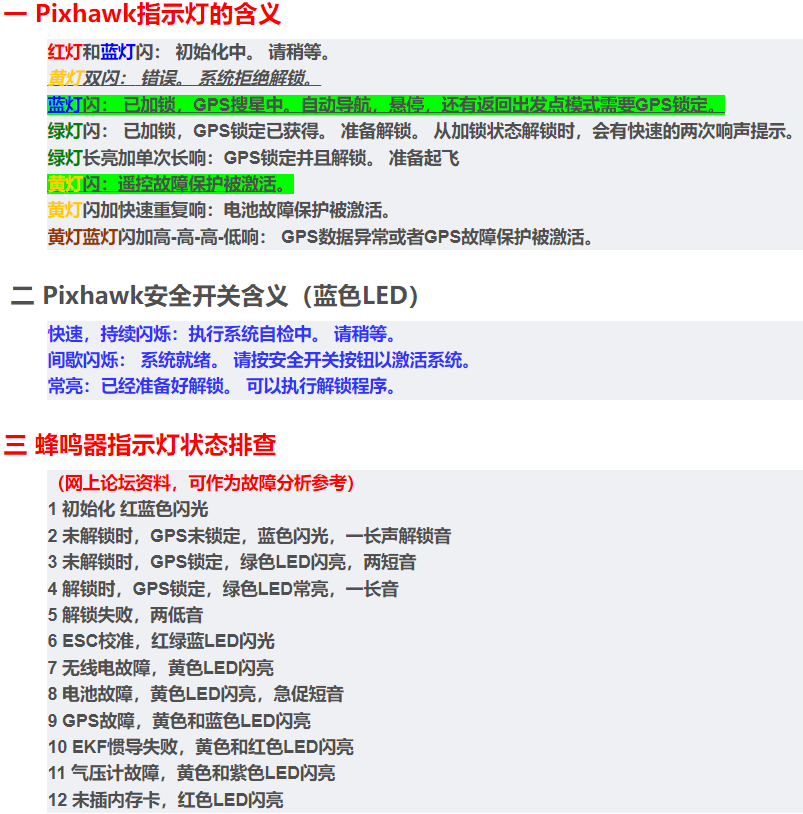 一 Pixhawk指示灯的含义
红灯和蓝灯闪： 初始化中。 请稍等。
黄灯双闪： 错误。 系统拒绝解锁。
蓝灯闪： 已加锁，GPS搜星中。自动导航，悬停，还有返回出发点模式需要GPS锁定。
绿灯闪： 已加锁，GPS锁定已获得。 准备解锁。 从加锁状态解锁时，会有快速的两次响声提示。
绿灯长亮加单次长响：GPS锁定并且解锁。 准备起飞
黄灯闪：遥控故障保护被激活。
黄灯闪加快速重复响：电池故障保护被激活。
黄灯蓝灯闪加高-高-高-低响： GPS数据异常或者GPS故障保护被激活。
二 Pixhawk安全开关含义（蓝色LED）
快速，持续闪烁：执行系统自检中。 请稍等。
间歇闪烁： 系统就绪。 请按安全开关按钮以激活系统。
常亮：已经准备好解锁。 可以执行解锁程序。
三 蜂鸣器指示灯状态排查
（网上论坛资料，可作为故障分析参考）
1 初始化 红蓝色闪光
2 未解锁时，GPS未锁定，蓝色闪光，一长声解锁音
3 未解锁时，GPS锁定，绿色LED闪亮，两短音
4 解锁时，GPS锁定，绿色LED常亮，一长音
5 解锁失败，两低音
6 ESC校准，红绿蓝LED闪光
7 无线电故障，黄色LED闪亮
8 电池故障，黄色LED闪亮，急促短音
9 GPS故障，黄色和蓝色LED闪亮
10 EKF惯导失败，黄色和红色LED闪亮
11 气压计故障，黄色和紫色LED闪亮
12 未插内存卡，红色LED闪亮